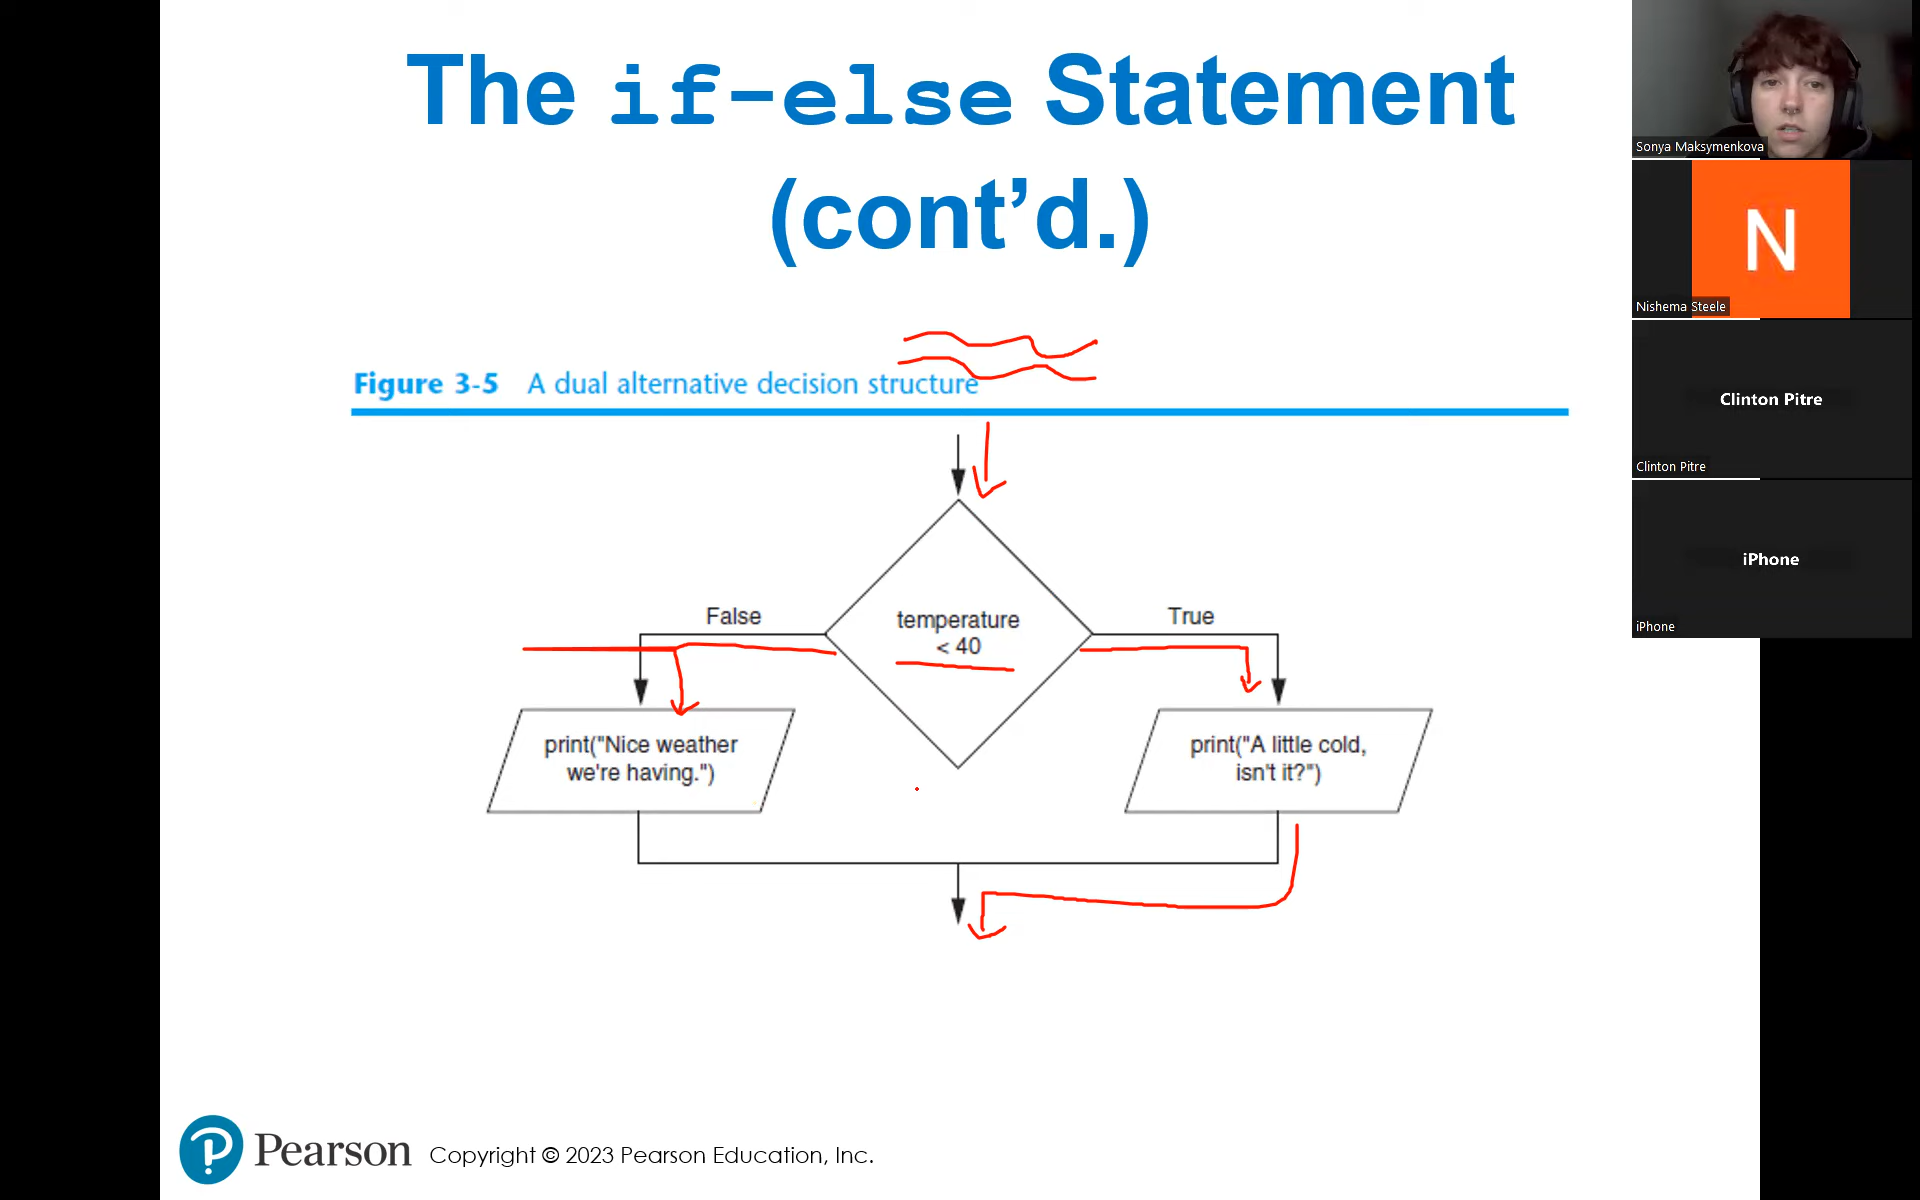 The if-else Statement
(cont’d.)
Figure 3-5 A dual alternative decision structure
False
temperature
< 40
True
print("Nice weather
we're having.")
print("A little cold,
isn't it?")
P Pearson
Copyright © 2023 Pearson Education, Inc.
Sonya Maksymenkova
N
Nishema Steele
Clinton Pitre
Clinton Pitre
iPhone
iPhone